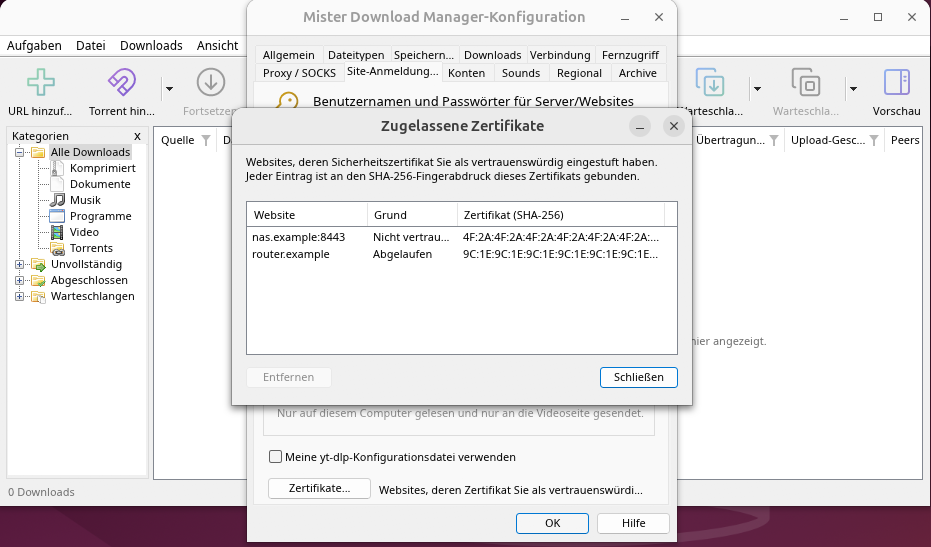 Mister Download Manager-Konfiguration
Aufgaben Datei Downloads Ansicht
Allgemein Dateitypen Speichern... Downloads Verbindung Fernzugriff
Proxy / SOCKS Site-Anmeldung... Konten Sounds Regional Archive
URL hinzuf... Torrent hin... Fortsetzen Warteschla... Vorschau
Benutzernamen und Passwörter für Server/Websites
Kategorien X
Quelle
Übertragun... Upload-Gesc... Peers
Alle Downloads
Komprimiert
Dokumente
Musik
Programme
Video
Torrents
Unvollständig
Abgeschlossen
Warteschlangen
Zugelassene Zertifikate
Websites, deren Sicherheitszertifikat Sie als vertrauenswürdig eingestuft haben.
Jeder Eintrag ist an den SHA-256-Fingerabdruck dieses Zertifikats gebunden.
Website Grund Zertifikat (SHA-256)
nas.example:8443 Nicht vertrau... 4F:2A:4F:2A:4F:2A:4F:2A:4F:2A:4F:2A:...
router.example Abgelaufen 9C:1E:9C:1E:9C:1E:9C:1E:9C:1E:9C:1E...
Entfernen Schließen
hier angezeigt.
Nur auf diesem Computer gelesen und nur an die Videoseite gesendet.
Meine yt-dlp-Konfigurationsdatei verwenden
Zertifikate... Websites, deren Zertifikat Sie als vertrauenswürdi...
OK Hilfe
0 Downloads